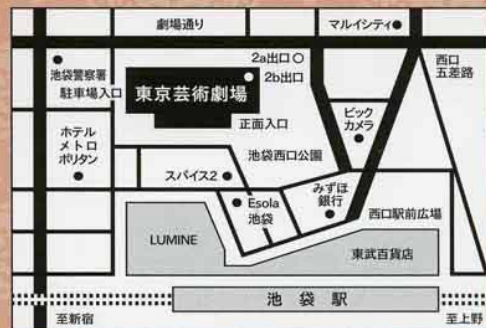 劇場通り
マルイシティ
2a出口
2b出口
西口
五差路
池袋警察署
駐車場入口
東京芸術劇場
正面入口
ビック
カメラ
ホテル
メトロ
ポリタン
池袋西口公園
スパイス2
Esola
池袋
みずほ
銀行
西口駅前広場
LUMINE
東武百貨店
池袋駅
至新宿
至上野